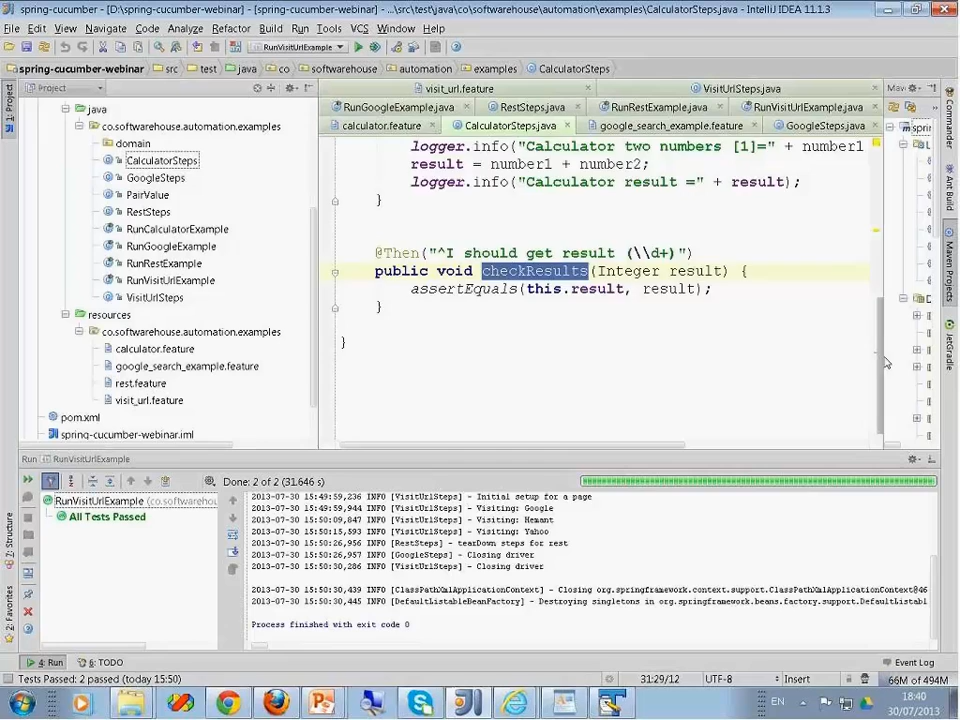 spring-cucumber - [spring-cucumber-webinar] - ...\src\test\java\co\softwarehouse\automation\examples\CalculatorSteps.java - IntelliJ IDEA 11.1.3
File Edit View Navigate Code Analyze Refactor Build Run Tools VCS Window Help
RunVisitUrlExample
spring-cucumber-webinar src test java co softwarehouse automation examples CalculatorSteps
1: Project
Project
java
co.softwarehouse.automation.examples
domain
CalculatorSteps
GoogleSteps
PairValue
RestSteps
RunCalculatorExample
RunGoogleExample
RunRestExample
RunVisitUrlExample
VisitUrlSteps
resources
co.softwarehouse.automation.examples
calculator.feature
google_search_example.feature
rest.feature
visit_url.feature
pom.xml
spring-cucumber-webinar.iml
visit_url.feature VisitUrlSteps.java
RunGoogleExample.java RestSteps.java RunRestExample.java RunVisitUrlExample.java
calculator.feature CalculatorSteps.java google_search_example.feature GoogleSteps.java
logger.info("Calculator two numbers [1]=" + number1
result = number1 + number2;
logger.info("Calculator result =" + result);
}
@Then("^I should get result (\\d+)")
public void checkResults(Integer result) {
assertEquals(this.result, result);
}
}
Commander
Ant Build
Maven Projects
JetGradle
Run RunVisitUrlExample
Done: 2 of 2 (31.646 s)
RunVisitUrlExample (co.softwarehou
All Tests Passed
2013-07-30 15:49:59,236 INFO [VisitUrlSteps] - Initial setup for a page
2013-07-30 15:49:59,944 INFO [VisitUrlSteps] - Visiting: Google
2013-07-30 15:50:09,847 INFO [VisitUrlSteps] - Visiting: Hemant
2013-07-30 15:50:15,593 INFO [VisitUrlSteps] - Visiting: Yahoo
2013-07-30 15:50:26,956 INFO [RestSteps] - tearDown steps for rest
2013-07-30 15:50:26,957 INFO [GoogleSteps] - Closing driver
2013-07-30 15:50:30,286 INFO [VisitUrlSteps] - Closing driver
2013-07-30 15:50:30,439 INFO [ClassPathXmlApplicationContext] - Closing org.springframework.context.support.ClassPathXmlApplicationContext@46
2013-07-30 15:50:30,445 INFO [DefaultListableBeanFactory] - Destroying singletons in org.springframework.beans.factory.support.DefaultListabl
Process finished with exit code 0
Z: Structure
2: Favorites
4: Run 6: TODO Event Log
Tests Passed: 2 passed (today 15:50) 31:29/12 UTF-8 Insert 66M of 494M
EN
18:40
30/07/2013